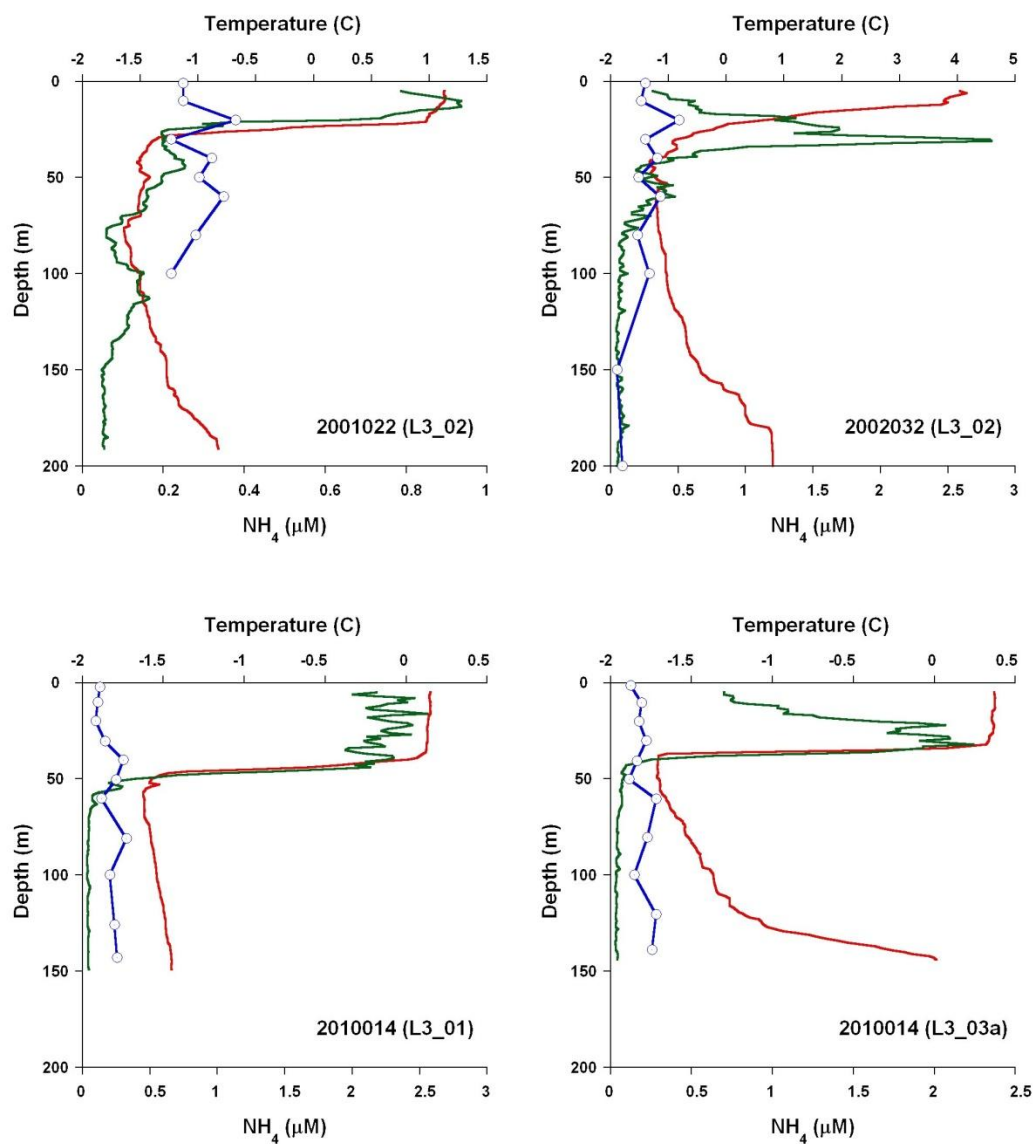 Temperature (C)
-2 -1.5 -1 -0.5 0 0.5 1 1.5
0
50
100
150
200
Depth (m)
2001022 (L3_02)
0 0.2 0.4 0.6 0.8 1
NH4 (μM)
Temperature (C)
-2 -1 0 1 2 3 4 5
0
50
100
150
200
Depth (m)
2002032 (L3_02)
0 0.5 1 1.5 2 2.5 3
NH4 (μM)
Temperature (C)
-2 -1.5 -1 -0.5 0 0.5
0
50
100
150
200
Depth (m)
2010014 (L3_01)
0 0.5 1 1.5 2 2.5 3
NH4 (μM)
Temperature (C)
-2 -1 0 0.5
0
50
100
150
200
Depth (m)
2010014 (L3_03a)
0 0.5 1 1.5 2 2.5
NH4 (μM)